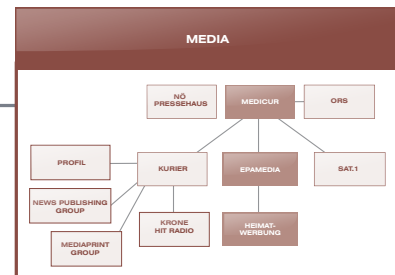 MEDIA
NÖ
PRESSEHAUS
MEDICUR
ORS
PROFIL
KURIER
EPAMEDIA
SAT.1
NEWS PUBLISHING
GROUP
KRONE
HIT RADIO
HEIMAT-
WERBUNG
MEDIAPRINT
GROUP